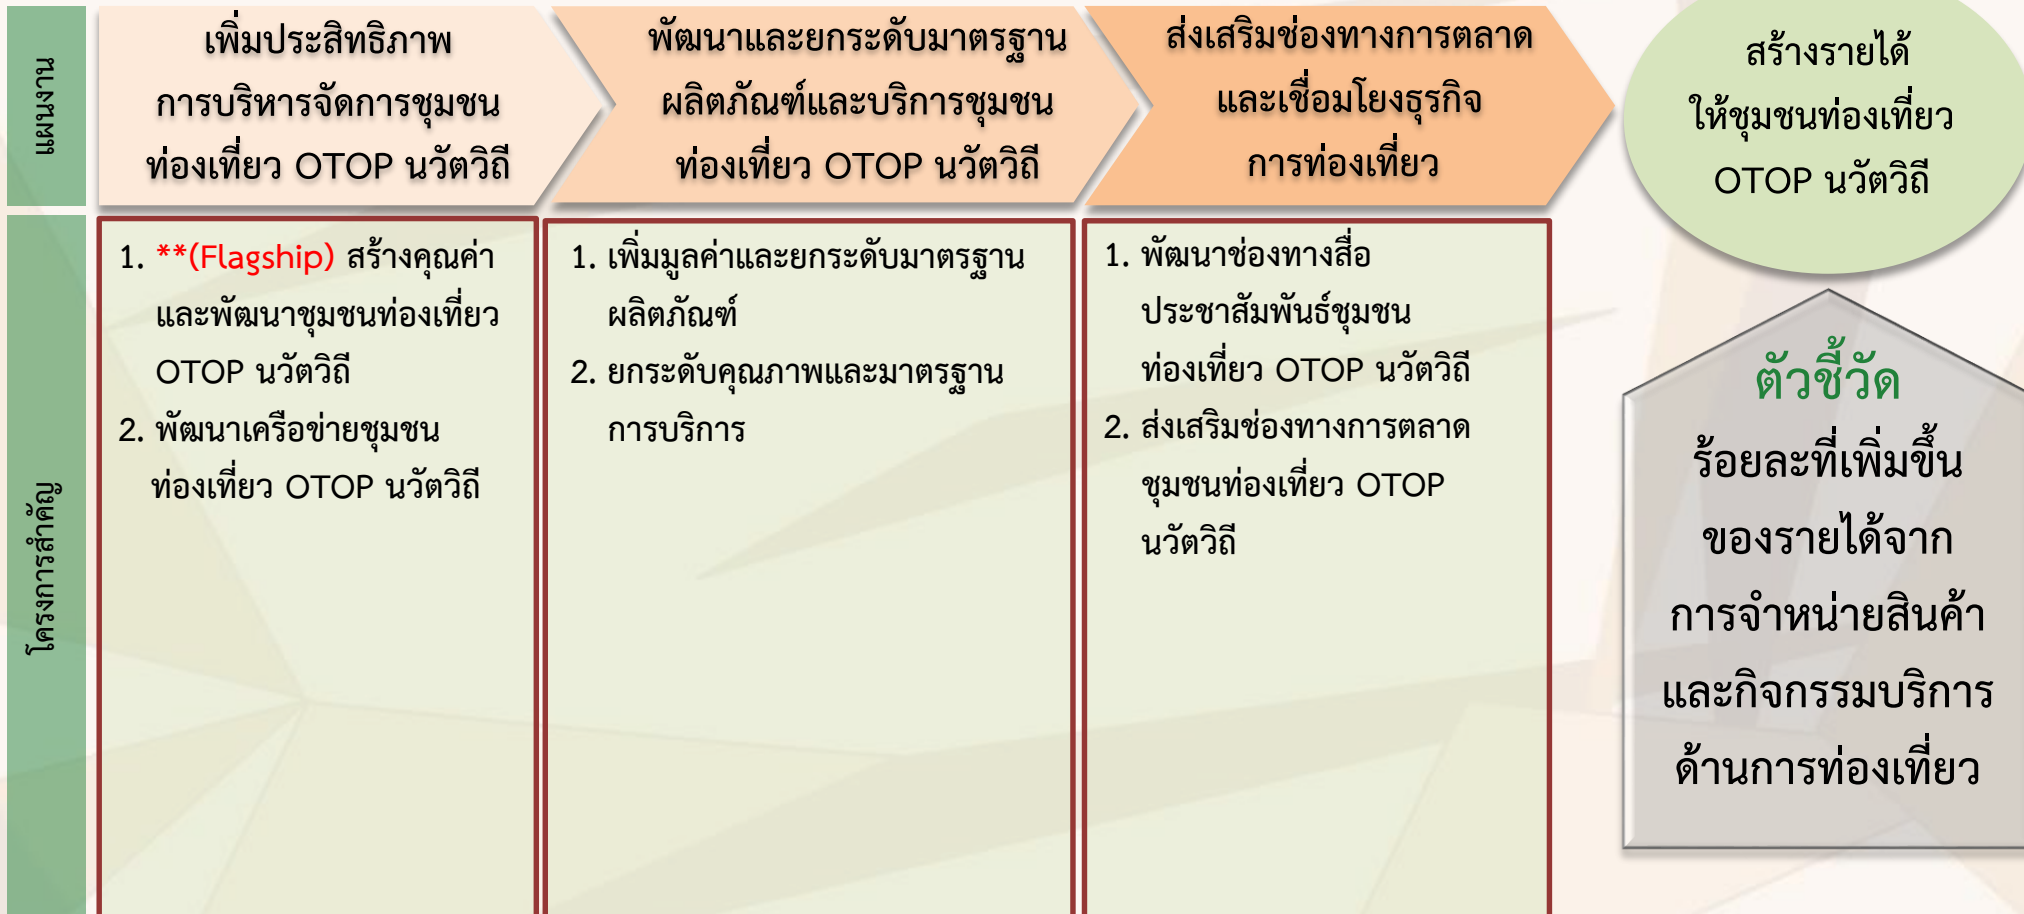 แผนงาน
เพิ่มประสิทธิภาพ
การบริหารจัดการชุมชน
ท่องเที่ยว OTOP นวัตวิถี
พัฒนาและยกระดับมาตรฐาน
ผลิตภัณฑ์และบริการชุมชน
ท่องเที่ยว OTOP นวัตวิถี
ส่งเสริมช่องทางการตลาด
และเชื่อมโยงธุรกิจ
การท่องเที่ยว
สร้างรายได้
ให้ชุมชนท่องเที่ยว
OTOP นวัตวิถี
โครงการสำคัญ
1. **(Flagship) สร้างคุณค่า
และพัฒนาชุมชนท่องเที่ยว
OTOP นวัตวิถี
2. พัฒนาเครือข่ายชุมชน
ท่องเที่ยว OTOP นวัตวิถี
1. เพิ่มมูลค่าและยกระดับมาตรฐาน
ผลิตภัณฑ์
2. ยกระดับคุณภาพและมาตรฐาน
การบริการ
1. พัฒนาช่องทางสื่อ
ประชาสัมพันธ์ชุมชน
ท่องเที่ยว OTOP นวัตวิถี
2. ส่งเสริมช่องทางการตลาด
ชุมชนท่องเที่ยว OTOP
นวัตวิถี
ตัวชี้วัด
ร้อยละที่เพิ่มขึ้น
ของรายได้จาก
การจำหน่ายสินค้า
และกิจกรรมบริการ
ด้านการท่องเที่ยว